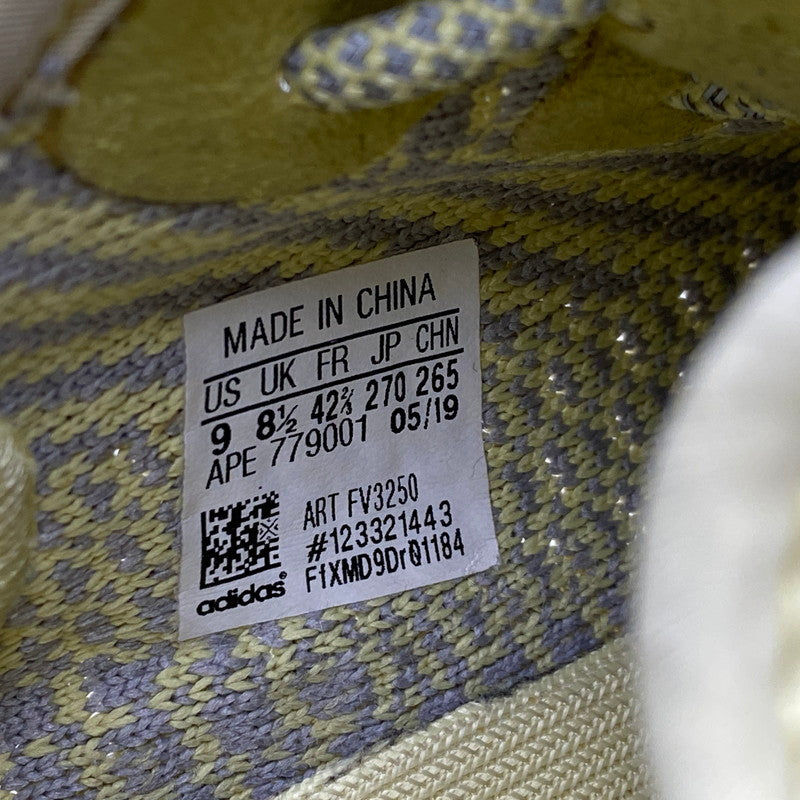 MADE IN CHINA
US UK FR JP CHN
9 8½ 42⅔ 270 265
APE 779001 05/19
ART FV3250
#123321443
F1XMD9Dr01184
adidas®